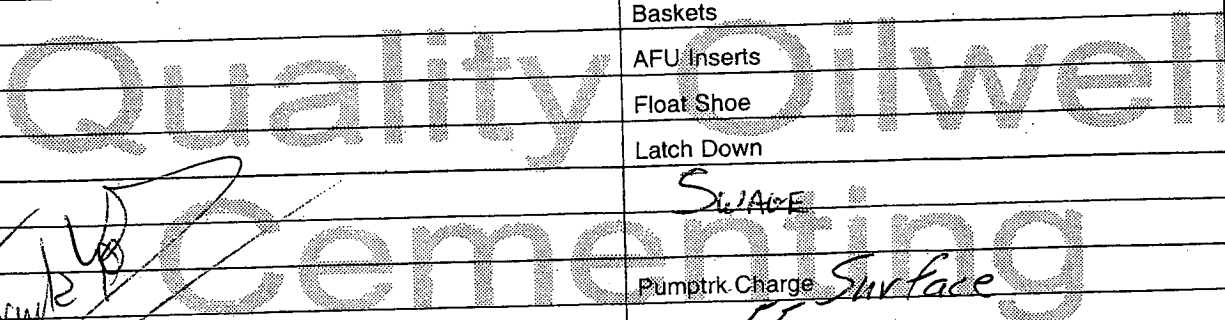 Baskets
Quality Oilwell
AFU Inserts
Float Shoe
Latch Down
SWAGE
Cementing
Pumptrk Charge Surface